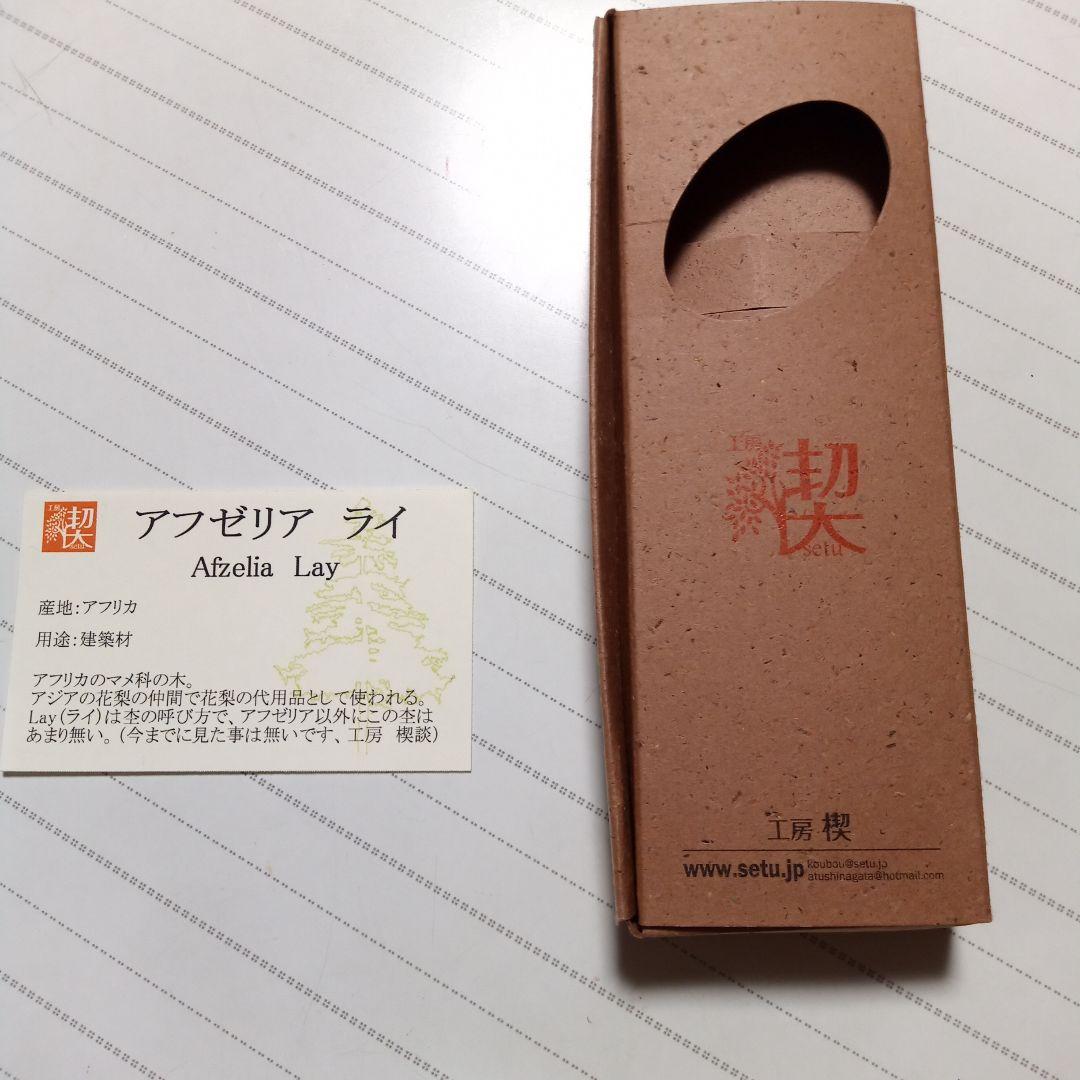 工房
楔
setu
アフゼリア ライ
Afzelia Lay
産地:アフリカ
用途:建築材
アフリカのマメ科の木。
アジアの花梨の仲間で花梨の代用品として使われる。
Lay(ライ)は杢の呼び方で、アフゼリア以外にこの杢は
あまり無い。(今までに見た事は無いです、工房 楔談)
工房
楔
setu
工房 楔
www.setu.jp
koubou@setu.jp
atushinagata@hotmail.com